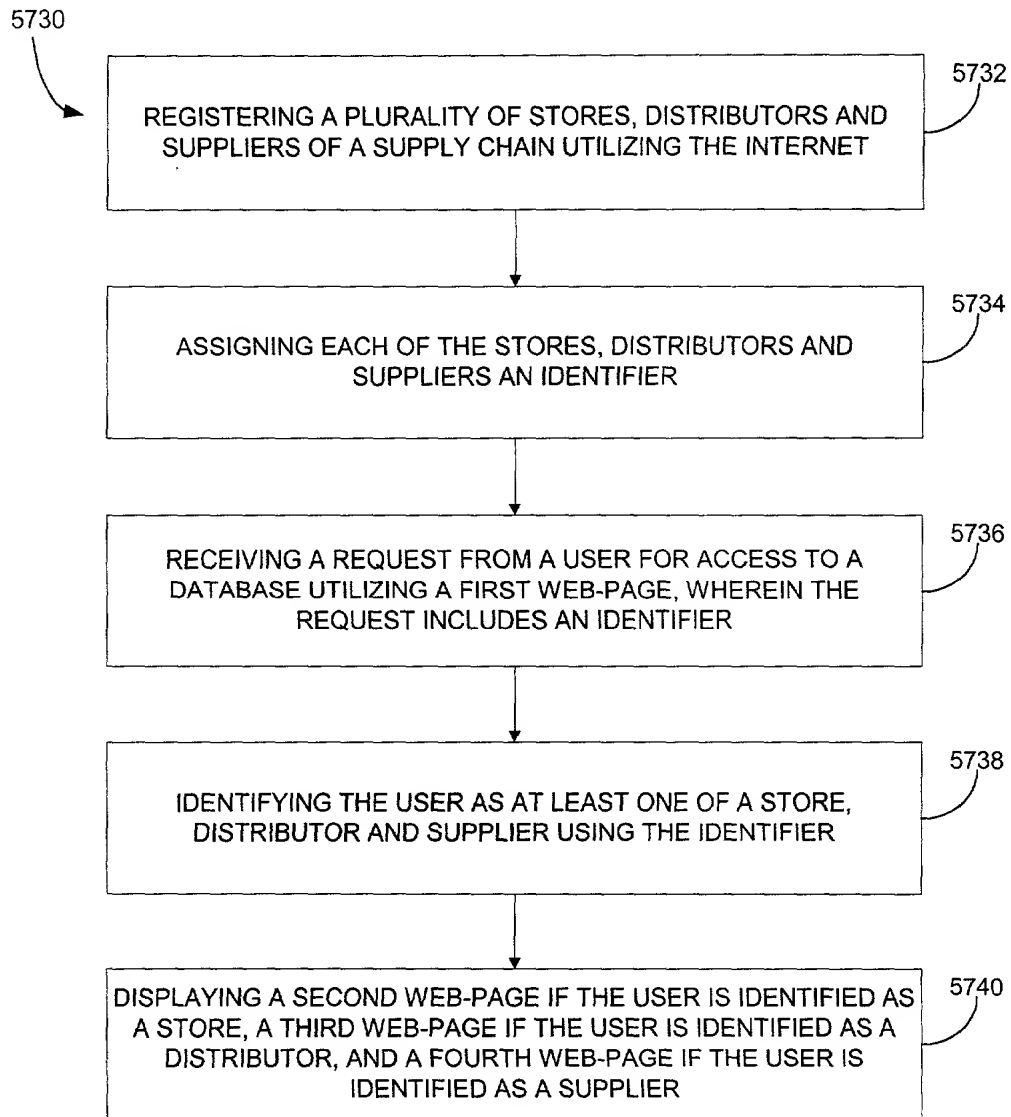 5730
5732
REGISTERING A PLURALITY OF STORES, DISTRIBUTORS AND
SUPPLIERS OF A SUPPLY CHAIN UTILIZING THE INTERNET
5734
ASSIGNING EACH OF THE STORES, DISTRIBUTORS AND
SUPPLIERS AN IDENTIFIER
5736
RECEIVING A REQUEST FROM A USER FOR ACCESS TO A
DATABASE UTILIZING A FIRST WEB-PAGE, WHEREIN THE
REQUEST INCLUDES AN IDENTIFIER
5738
IDENTIFYING THE USER AS AT LEAST ONE OF A STORE,
DISTRIBUTOR AND SUPPLIER USING THE IDENTIFIER
5740
DISPLAYING A SECOND WEB-PAGE IF THE USER IS IDENTIFIED AS
A STORE, A THIRD WEB-PAGE IF THE USER IS IDENTIFIED AS A
DISTRIBUTOR, AND A FOURTH WEB-PAGE IF THE USER IS
IDENTIFIED AS A SUPPLIER